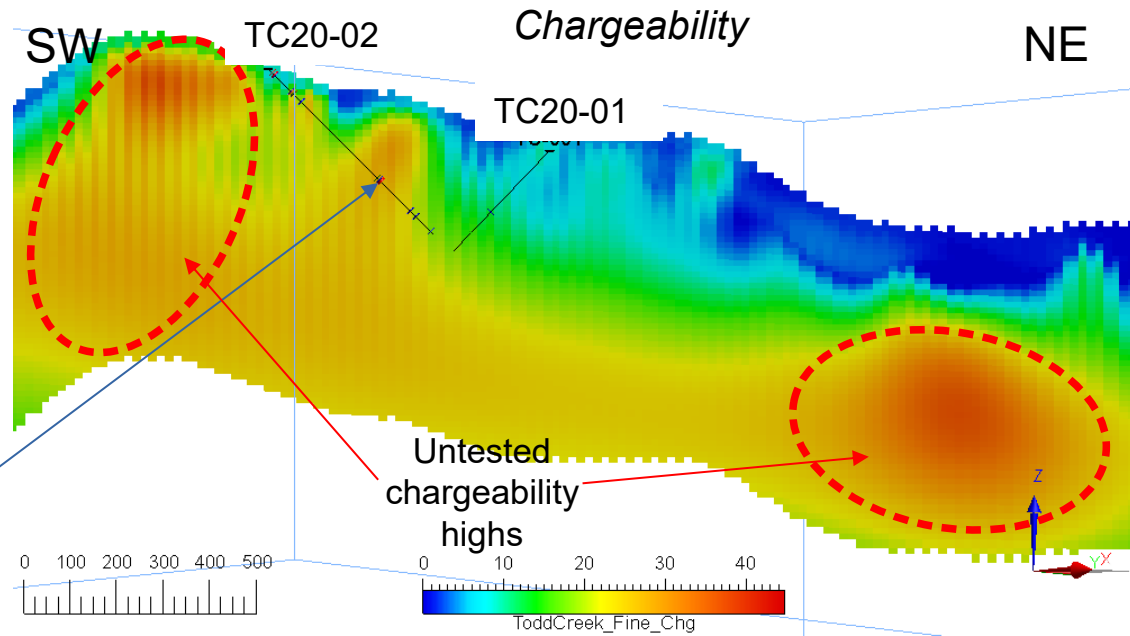 Chargeability
SW
TC20-02
NE
TC20-01
Untested
chargeability
highs
Z
YX
0 100 200 300 400 500
0 10 20 30 40
ToddCreek_Fine_Chg